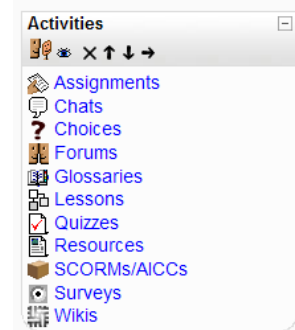 Activities
Assignments
Chats
Choices
Forums
Glossaries
Lessons
Quizzes
Resources
SCORMs/AICCs
Surveys
Wikis